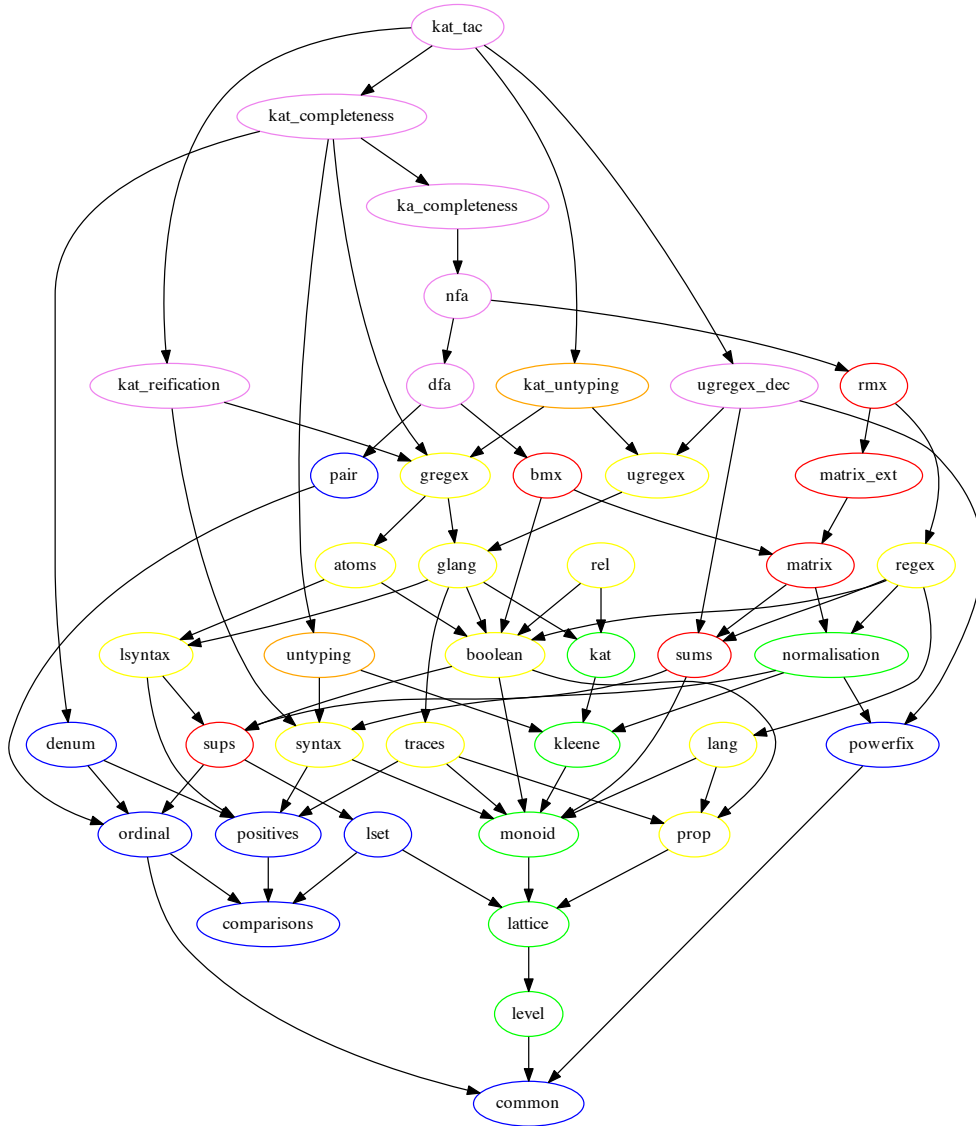 kat_tac
kat_completeness
ka_completeness
nfa
kat_reification
dfa
kat_untyping
ugregex_dec
rmx
pair
gregex
bmx
ugregex
matrix_ext
atoms
glang
rel
matrix
regex
lsyntax
untyping
boolean
kat
sums
normalisation
denum
sups
syntax
traces
kleene
lang
powerfix
ordinal
positives
lset
monoid
prop
comparisons
lattice
level
common